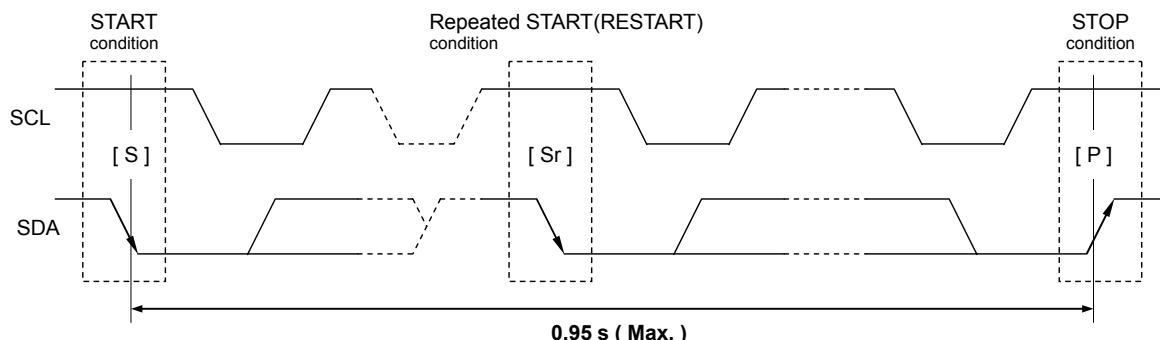 START
condition
Repeated START(RESTART)
condition
STOP
condition
SCL
[ S ]
[ Sr ]
[ P ]
SDA
0.95 s ( Max. )